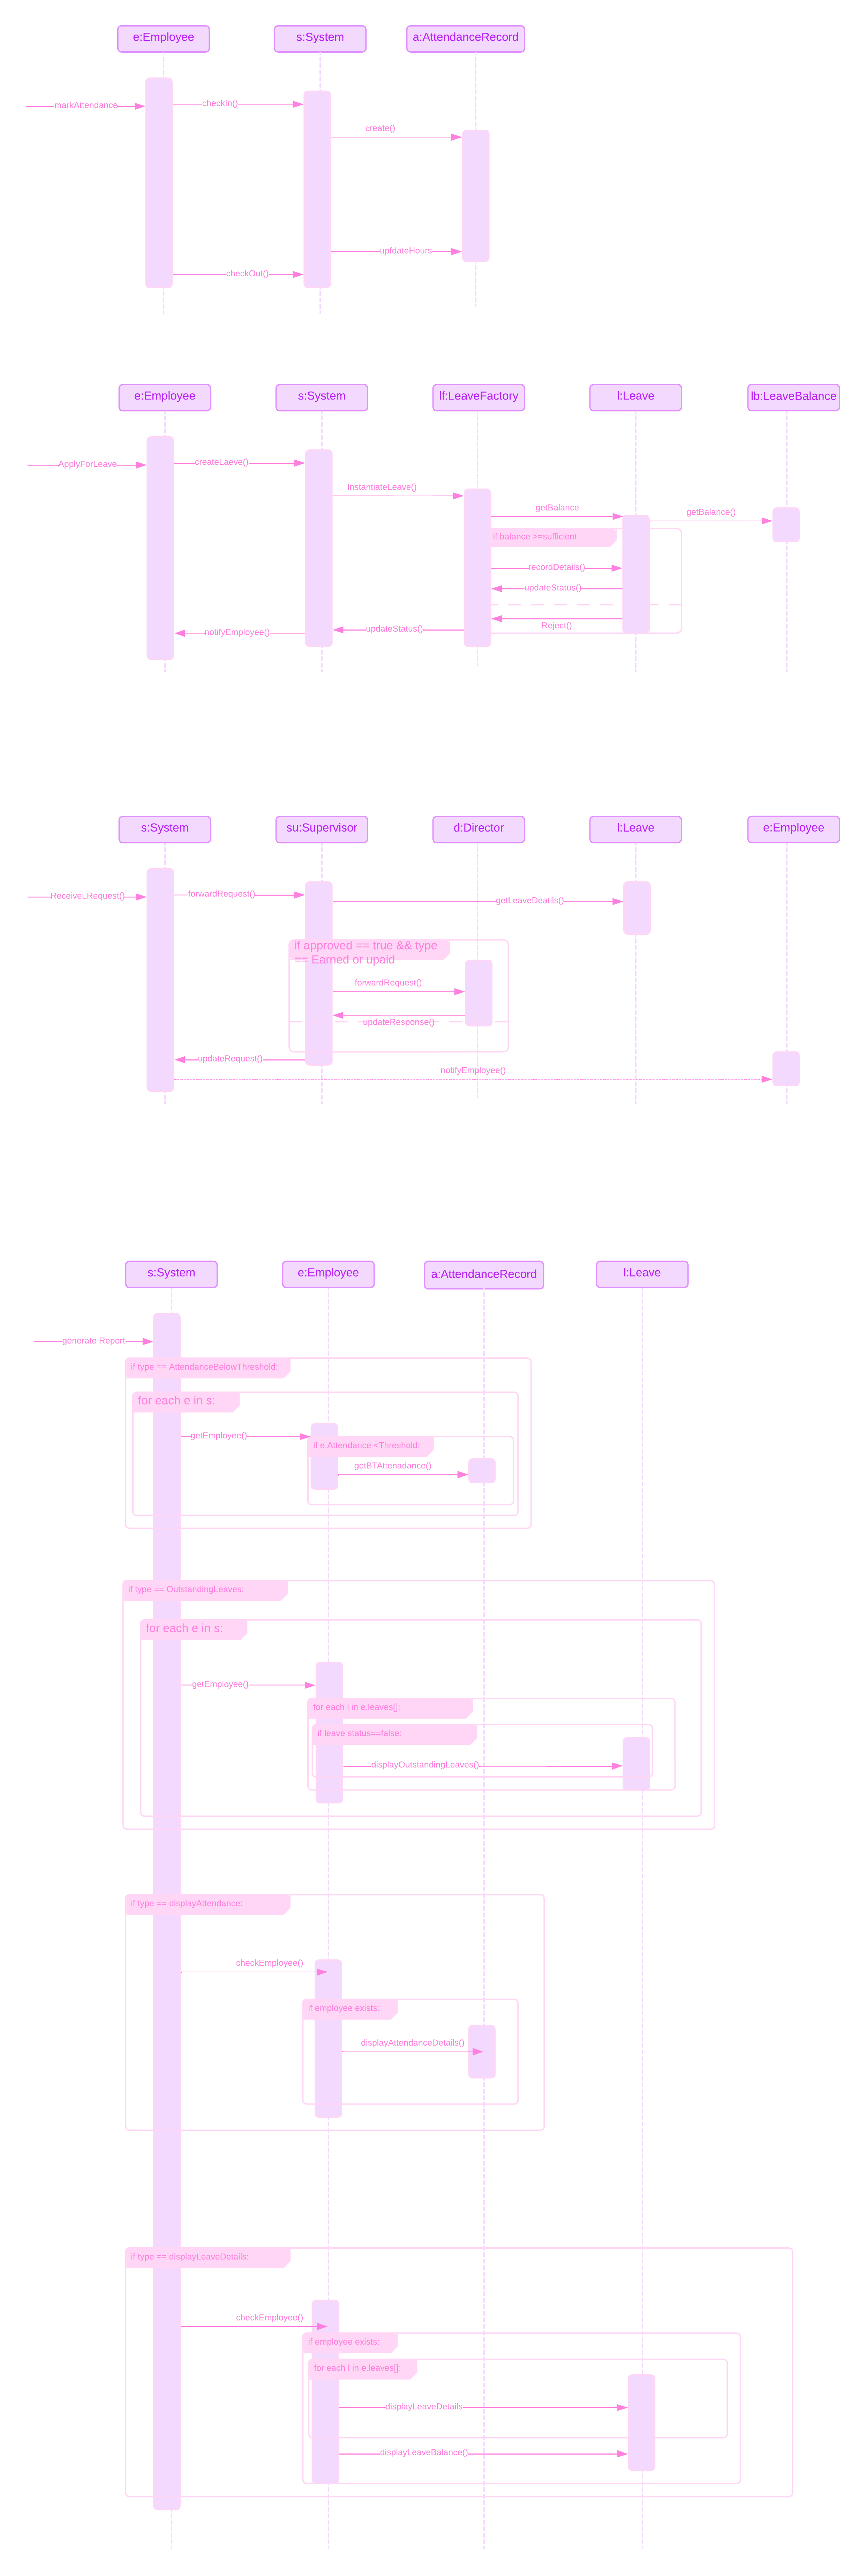 e:Employee
s:System
a:AttendanceRecord
markAttendance
checkIn()
create()
upfdateHours
checkOut()
e:Employee
s:System
lf:LeaveFactory
l:Leave
lb:LeaveBalance
ApplyForLeave
createLaeve()
InstantiateLeave()
getBalance
getBalance()
if balance >=sufficient
recordDetails()
updateStatus()
Reject()
updateStatus()
notifyEmployee()
s:System
su:Supervisor
d:Director
l:Leave
e:Employee
ReceiveLRequest()
forwardRequest()
getLeaveDeatils()
if approved == true && type
== Earned or upaid
forwardRequest()
updateResponse()
updateRequest()
notifyEmployee()
s:System
e:Employee
a:AttendanceRecord
l:Leave
generate Report
if type == AttendanceBelowThreshold:
for each e in s:
getEmployee()
if e.Attendance <Threshold:
getBTAttenadance()
if type == OutstandingLeaves:
for each e in s:
getEmployee()
for each l in e.leaves[]:
if leave status==false:
displayOutstandingLeaves()
if type == displayAttendance:
checkEmployee()
if employee exists:
displayAttendanceDetails()
if type == displayLeaveDetails:
checkEmployee()
if employee exists:
for each l in e.leaves[]:
displayLeaveDetails
displayLeaveBalance()